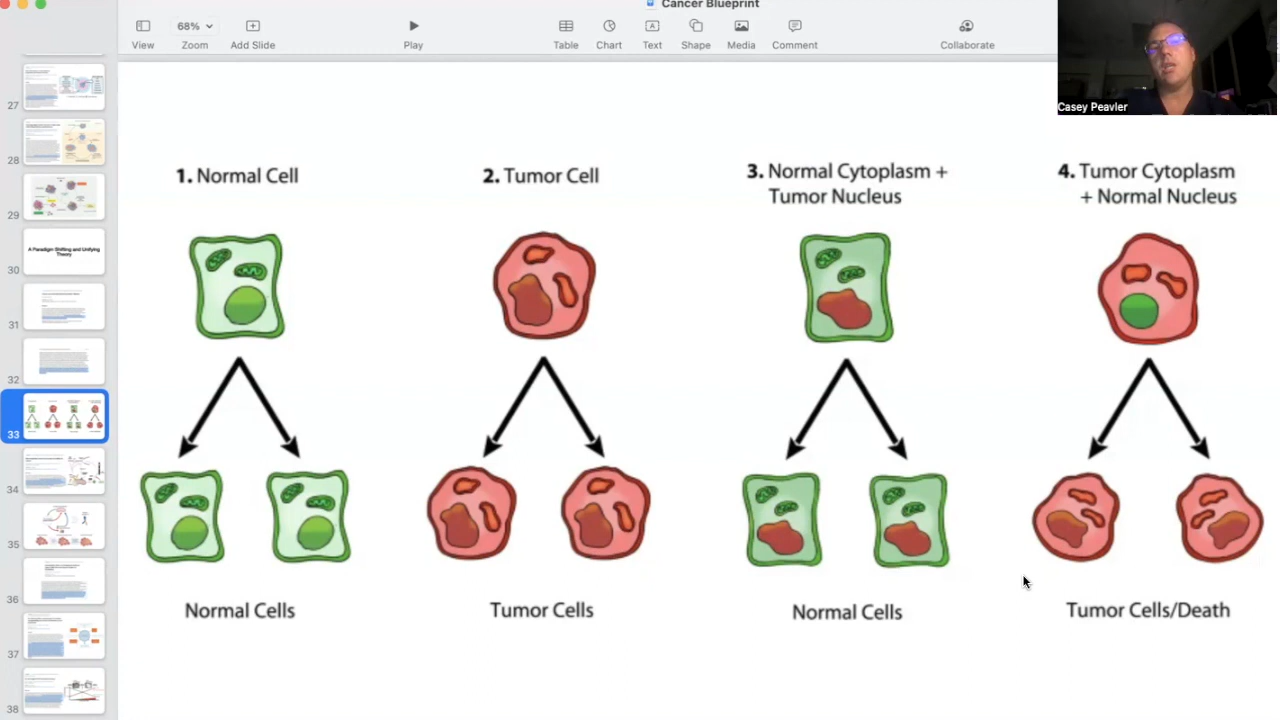 Cancer Blueprint
68%
View
Zoom
Add Slide
Play
Table
Chart
Text
Shape
Media
Comment
Collaborate
Casey Peavler
27
28
29
A Paradigm Shifting and Unifying
Theory
30
31
32
33
34
35
36
37
38
1. Normal Cell
2. Tumor Cell
3. Normal Cytoplasm +
Tumor Nucleus
4. Tumor Cytoplasm
+ Normal Nucleus
Normal Cells
Tumor Cells
Normal Cells
Tumor Cells/Death